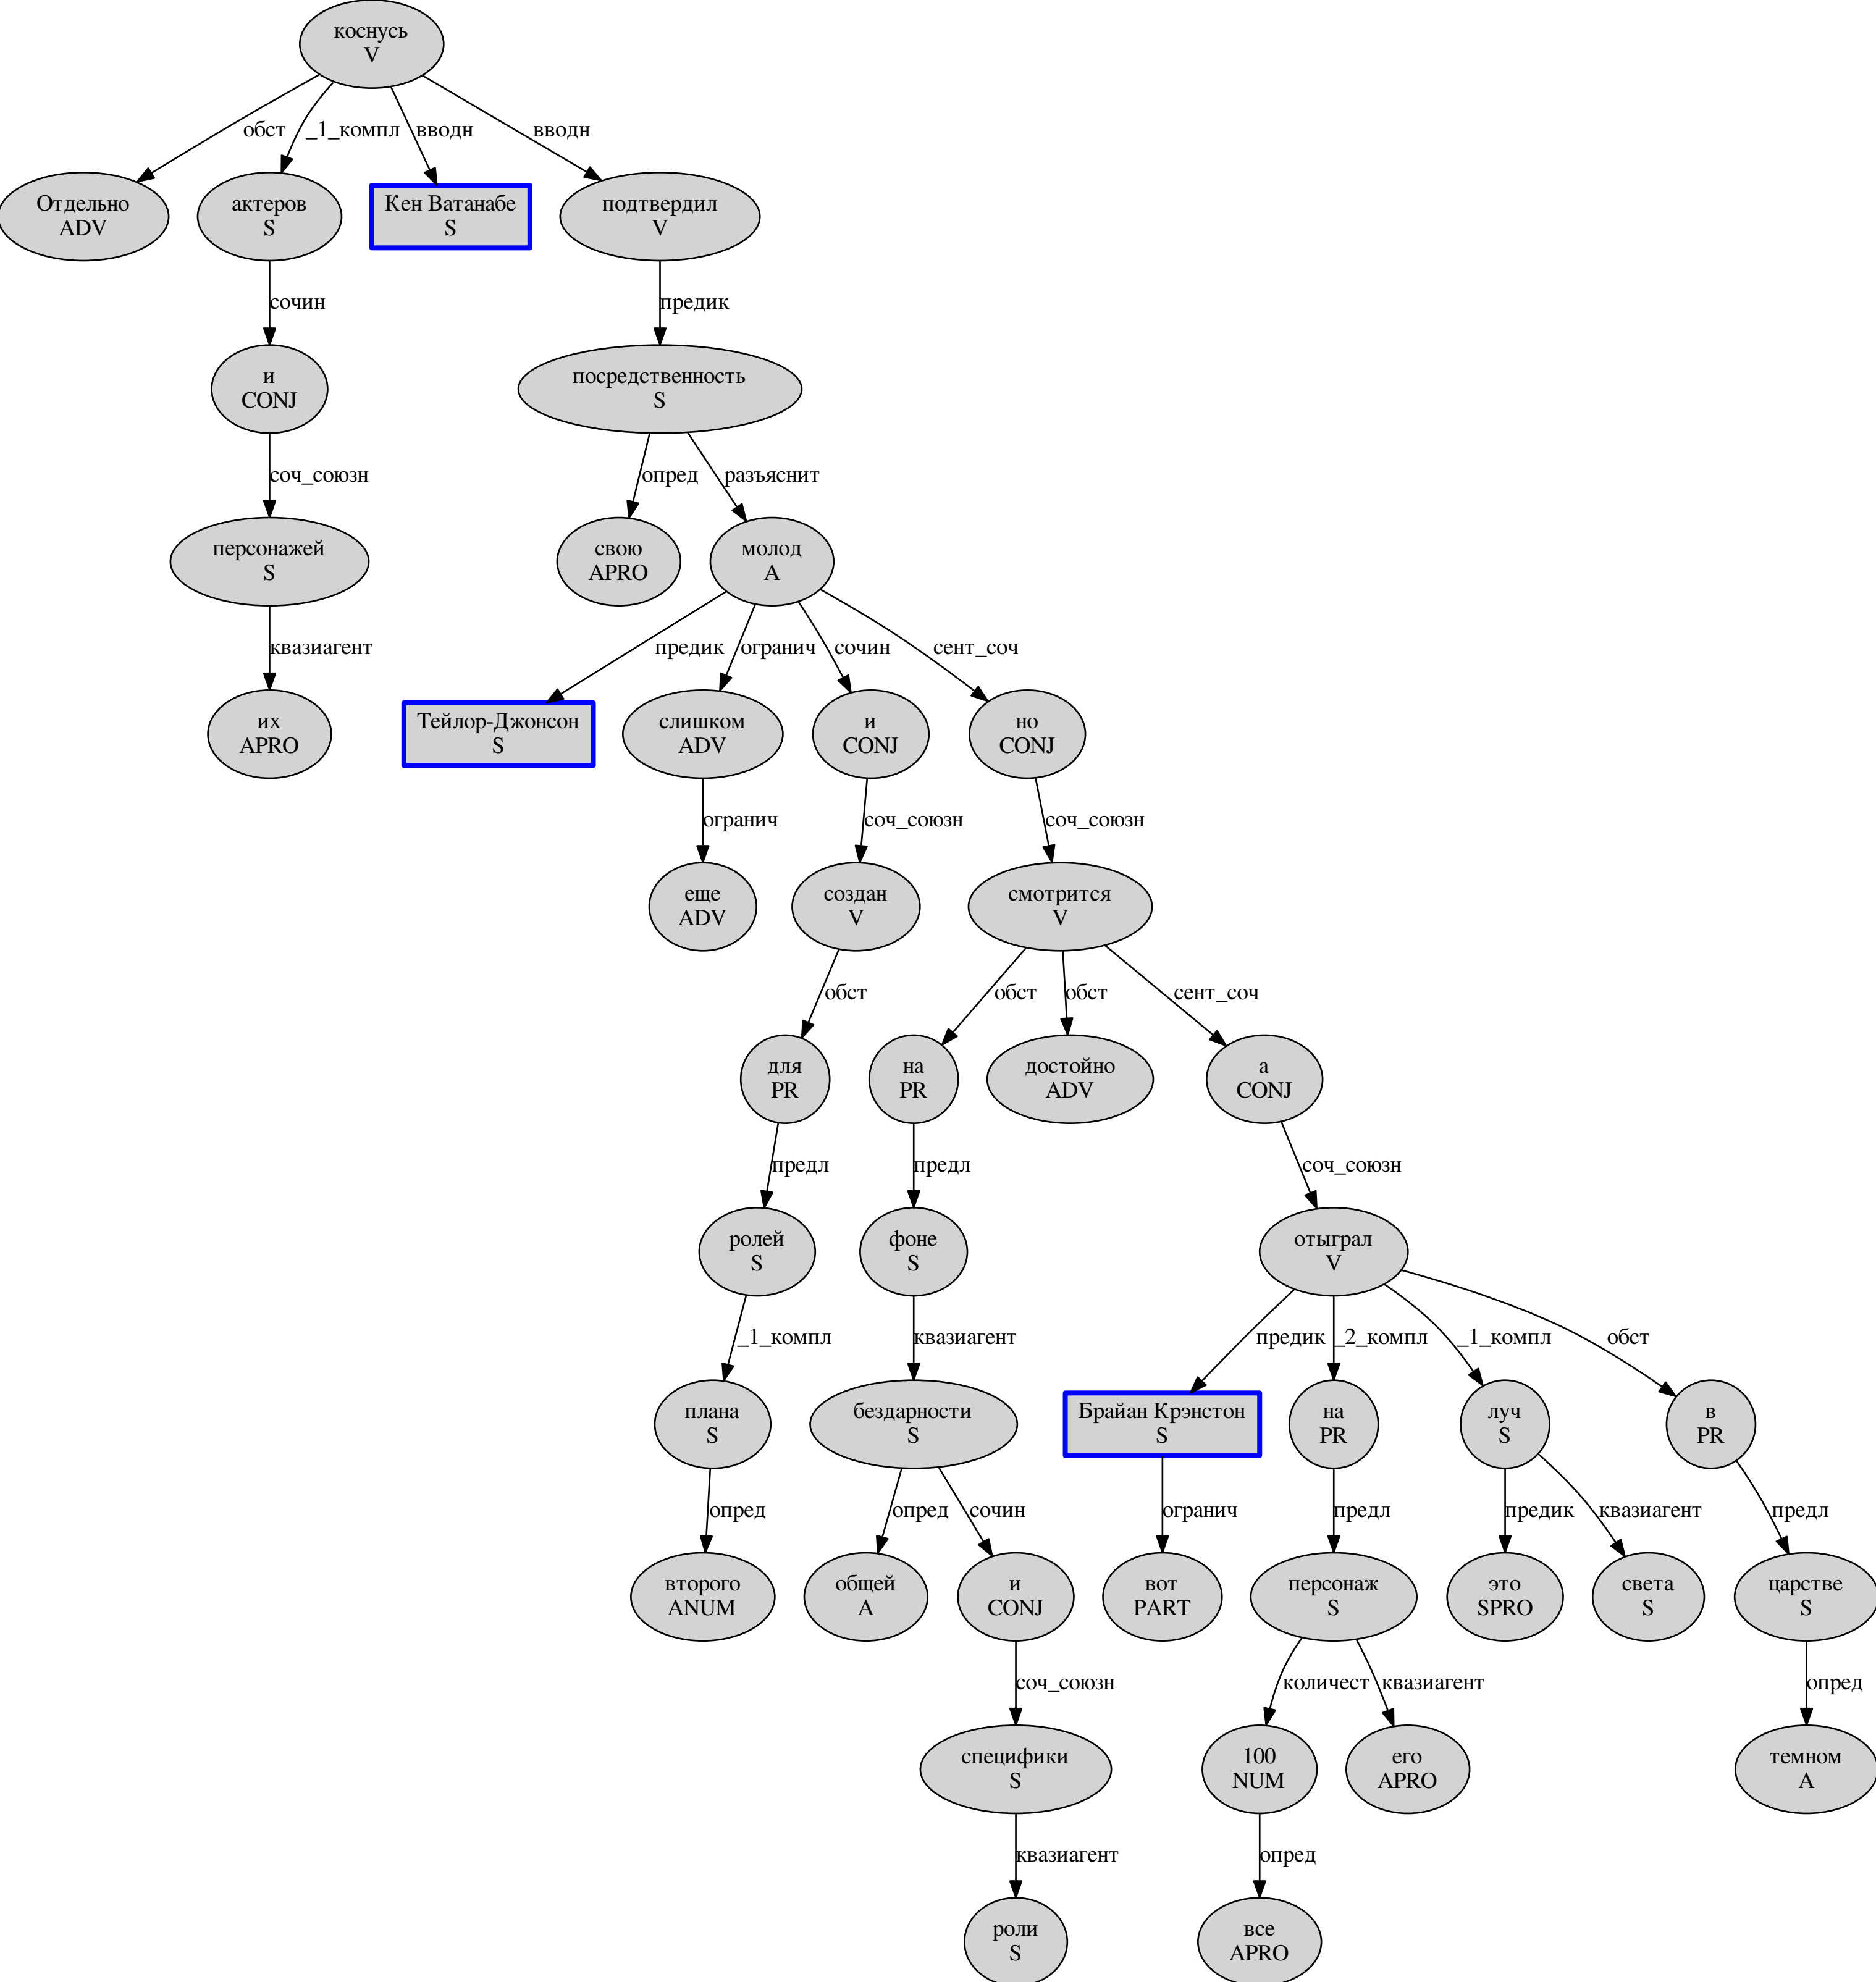 коснусь
V
обст
_1_компл
вводн
вводн
Отдельно
ADV
актеров
S
Кен Ватанабе
S
подтвердил
V
сочин
предик
и
CONJ
посредственность
S
соч_союзн
опред
разъяснит
персонажей
S
свою
APRO
молод
A
квазиагент
предик
огранич
сочин
сент_соч
их
APRO
Тейлор-Джонсон
S
слишком
ADV
и
CONJ
но
CONJ
огранич
соч_союзн
соч_союзн
еще
ADV
создан
V
смотрится
V
обст
обст
обст
сент_соч
для
PR
на
PR
достойно
ADV
а
CONJ
предл
предл
соч_союзн
ролей
S
фоне
S
отыграл
V
_1_компл
квазиагент
предик
_2_компл
_1_компл
обст
плана
S
бездарности
S
Брайан Крэнстон
S
на
PR
луч
S
в
PR
опред
опред
сочин
огранич
предл
предик
квазиагент
предл
второго
ANUM
общей
A
и
CONJ
вот
PART
персонаж
S
это
SPRO
света
S
царстве
S
соч_союзн
количест
квазиагент
опред
специфики
S
100
NUM
его
APRO
темном
A
квазиагент
опред
роли
S
все
APRO